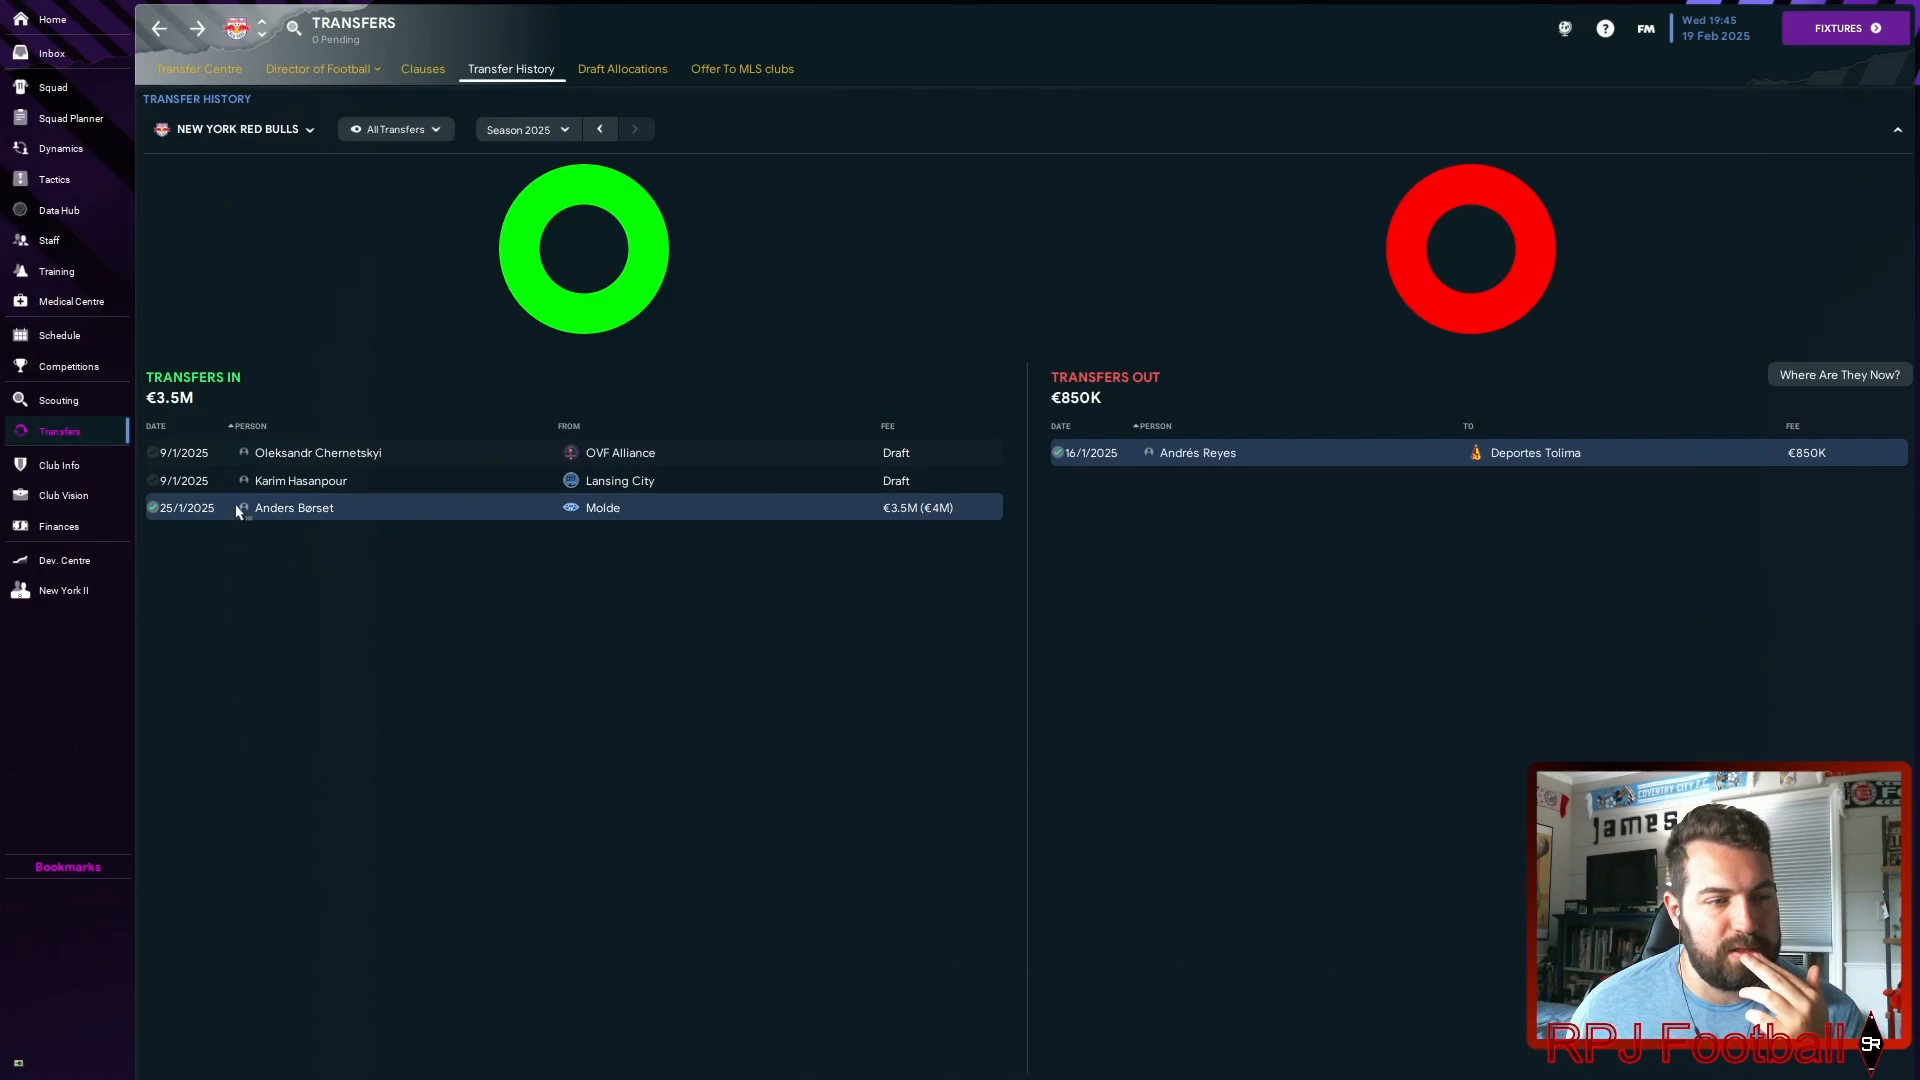 Home
Inbox
Squad
Squad Planner
Dynamics
Tactics
Data Hub
Staff
Training
Medical Centre
Schedule
Competitions
Scouting
Transfers
Club Info
Club Vision
Finances
Dev. Centre
New York II
Bookmarks
TRANSFERS
0 Pending
FM
Wed 19:45
19 Feb 2025
FIXTURES
Transfer Centre Director of Football Clauses Transfer History Draft Allocations Offer To MLS clubs
TRANSFER HISTORY
NEW YORK RED BULLS All Transfers Season 2025
TRANSFERS IN
€3.5M
DATE PERSON FROM FEE
9/1/2025 Oleksandr Chernetskyi OVF Alliance Draft
9/1/2025 Karim Hasanpour Lansing City Draft
25/1/2025 Anders Børset Molde €3.5M (€4M)
TRANSFERS OUT
€850K
Where Are They Now?
DATE PERSON TO FEE
16/1/2025 Andrés Reyes Deportes Tolima €850K
COVENTRY CITY F.C.
James
RPJ Football
SR